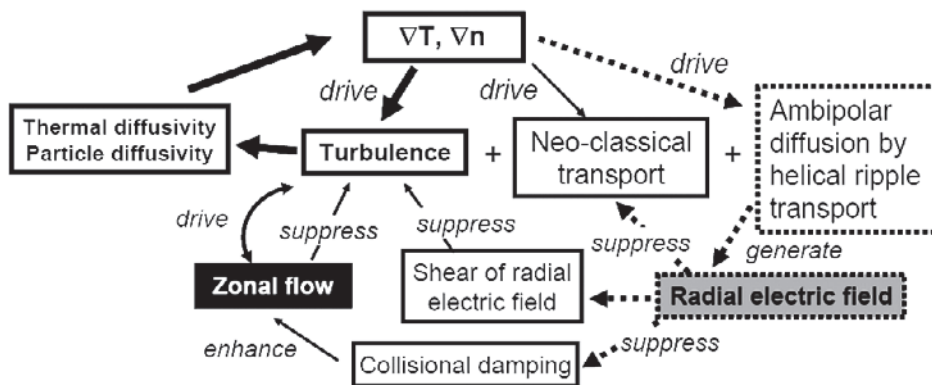 ∇T, ∇n
drive
drive
drive
Thermal diffusivity
Particle diffusivity
Turbulence
+
Neo-classical
transport
+
Ambipolar
diffusion by
helical ripple
transport
drive
suppress
suppress
suppress
generate
Zonal flow
Shear of radial
electric field
Radial electric field
enhance
Collisional damping
suppress